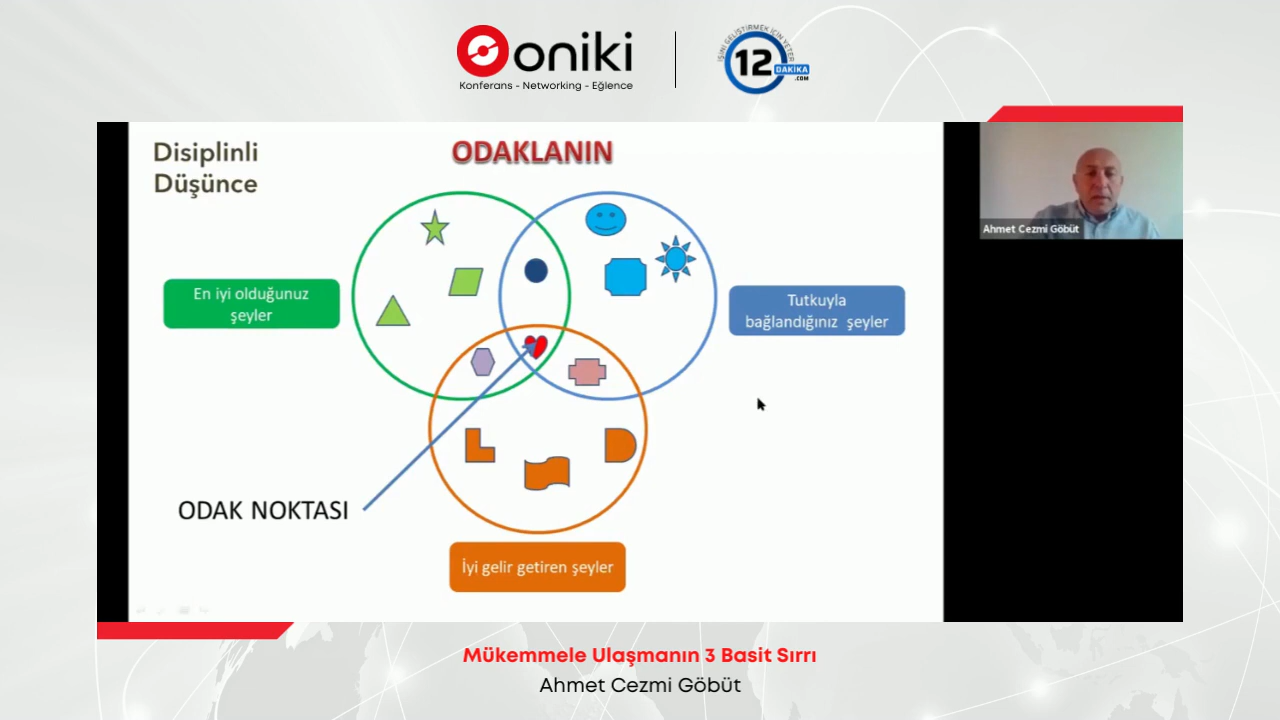 oniki
Konferans - Networking - Eğlence
İŞİNİ GELİŞTİRMEK İÇİN YETER
12
DAKİKA
.COM
Disiplinli
Düşünce
ODAKLANIN
En iyi olduğunuz
şeyler
Tutkuyla
bağlandığınız şeyler
ODAK NOKTASI
İyi gelir getiren şeyler
Ahmet Cezmi Göbüt
Mükemmele Ulaşmanın 3 Basit Sırrı
Ahmet Cezmi Göbüt